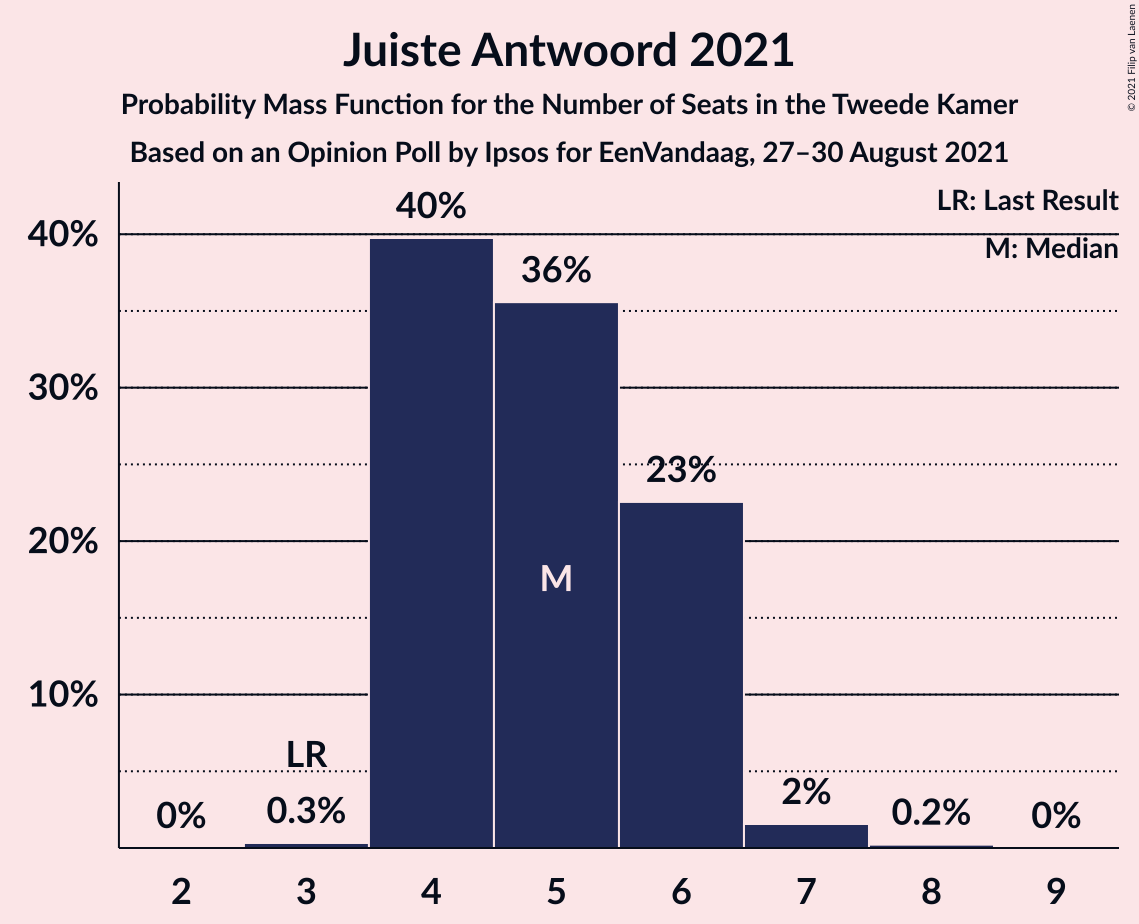 Juiste Antwoord 2021
Probability Mass Function for the Number of Seats in the Tweede Kamer
Based on an Opinion Poll by Ipsos for EenVandaag, 27–30 August 2021
© 2021 Filip van Laenen
LR: Last Result
M: Median
40%
30%
20%
10%
0%
LR
0.3%
40%
36%
M
23%
2%
0.2%
0%
2 3 4 5 6 7 8 9